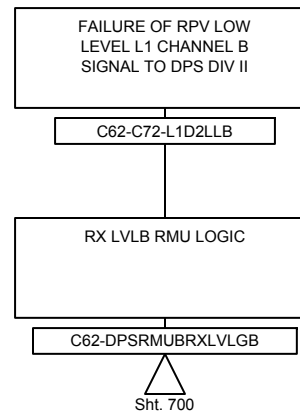 FAILURE OF RPV LOW
LEVEL L1 CHANNEL B
SIGNAL TO DPS DIV II
C62-C72-L1D2LLB
RX LVLB RMU LOGIC
C62-DPSRMUBRXLVLGB
Sht. 700